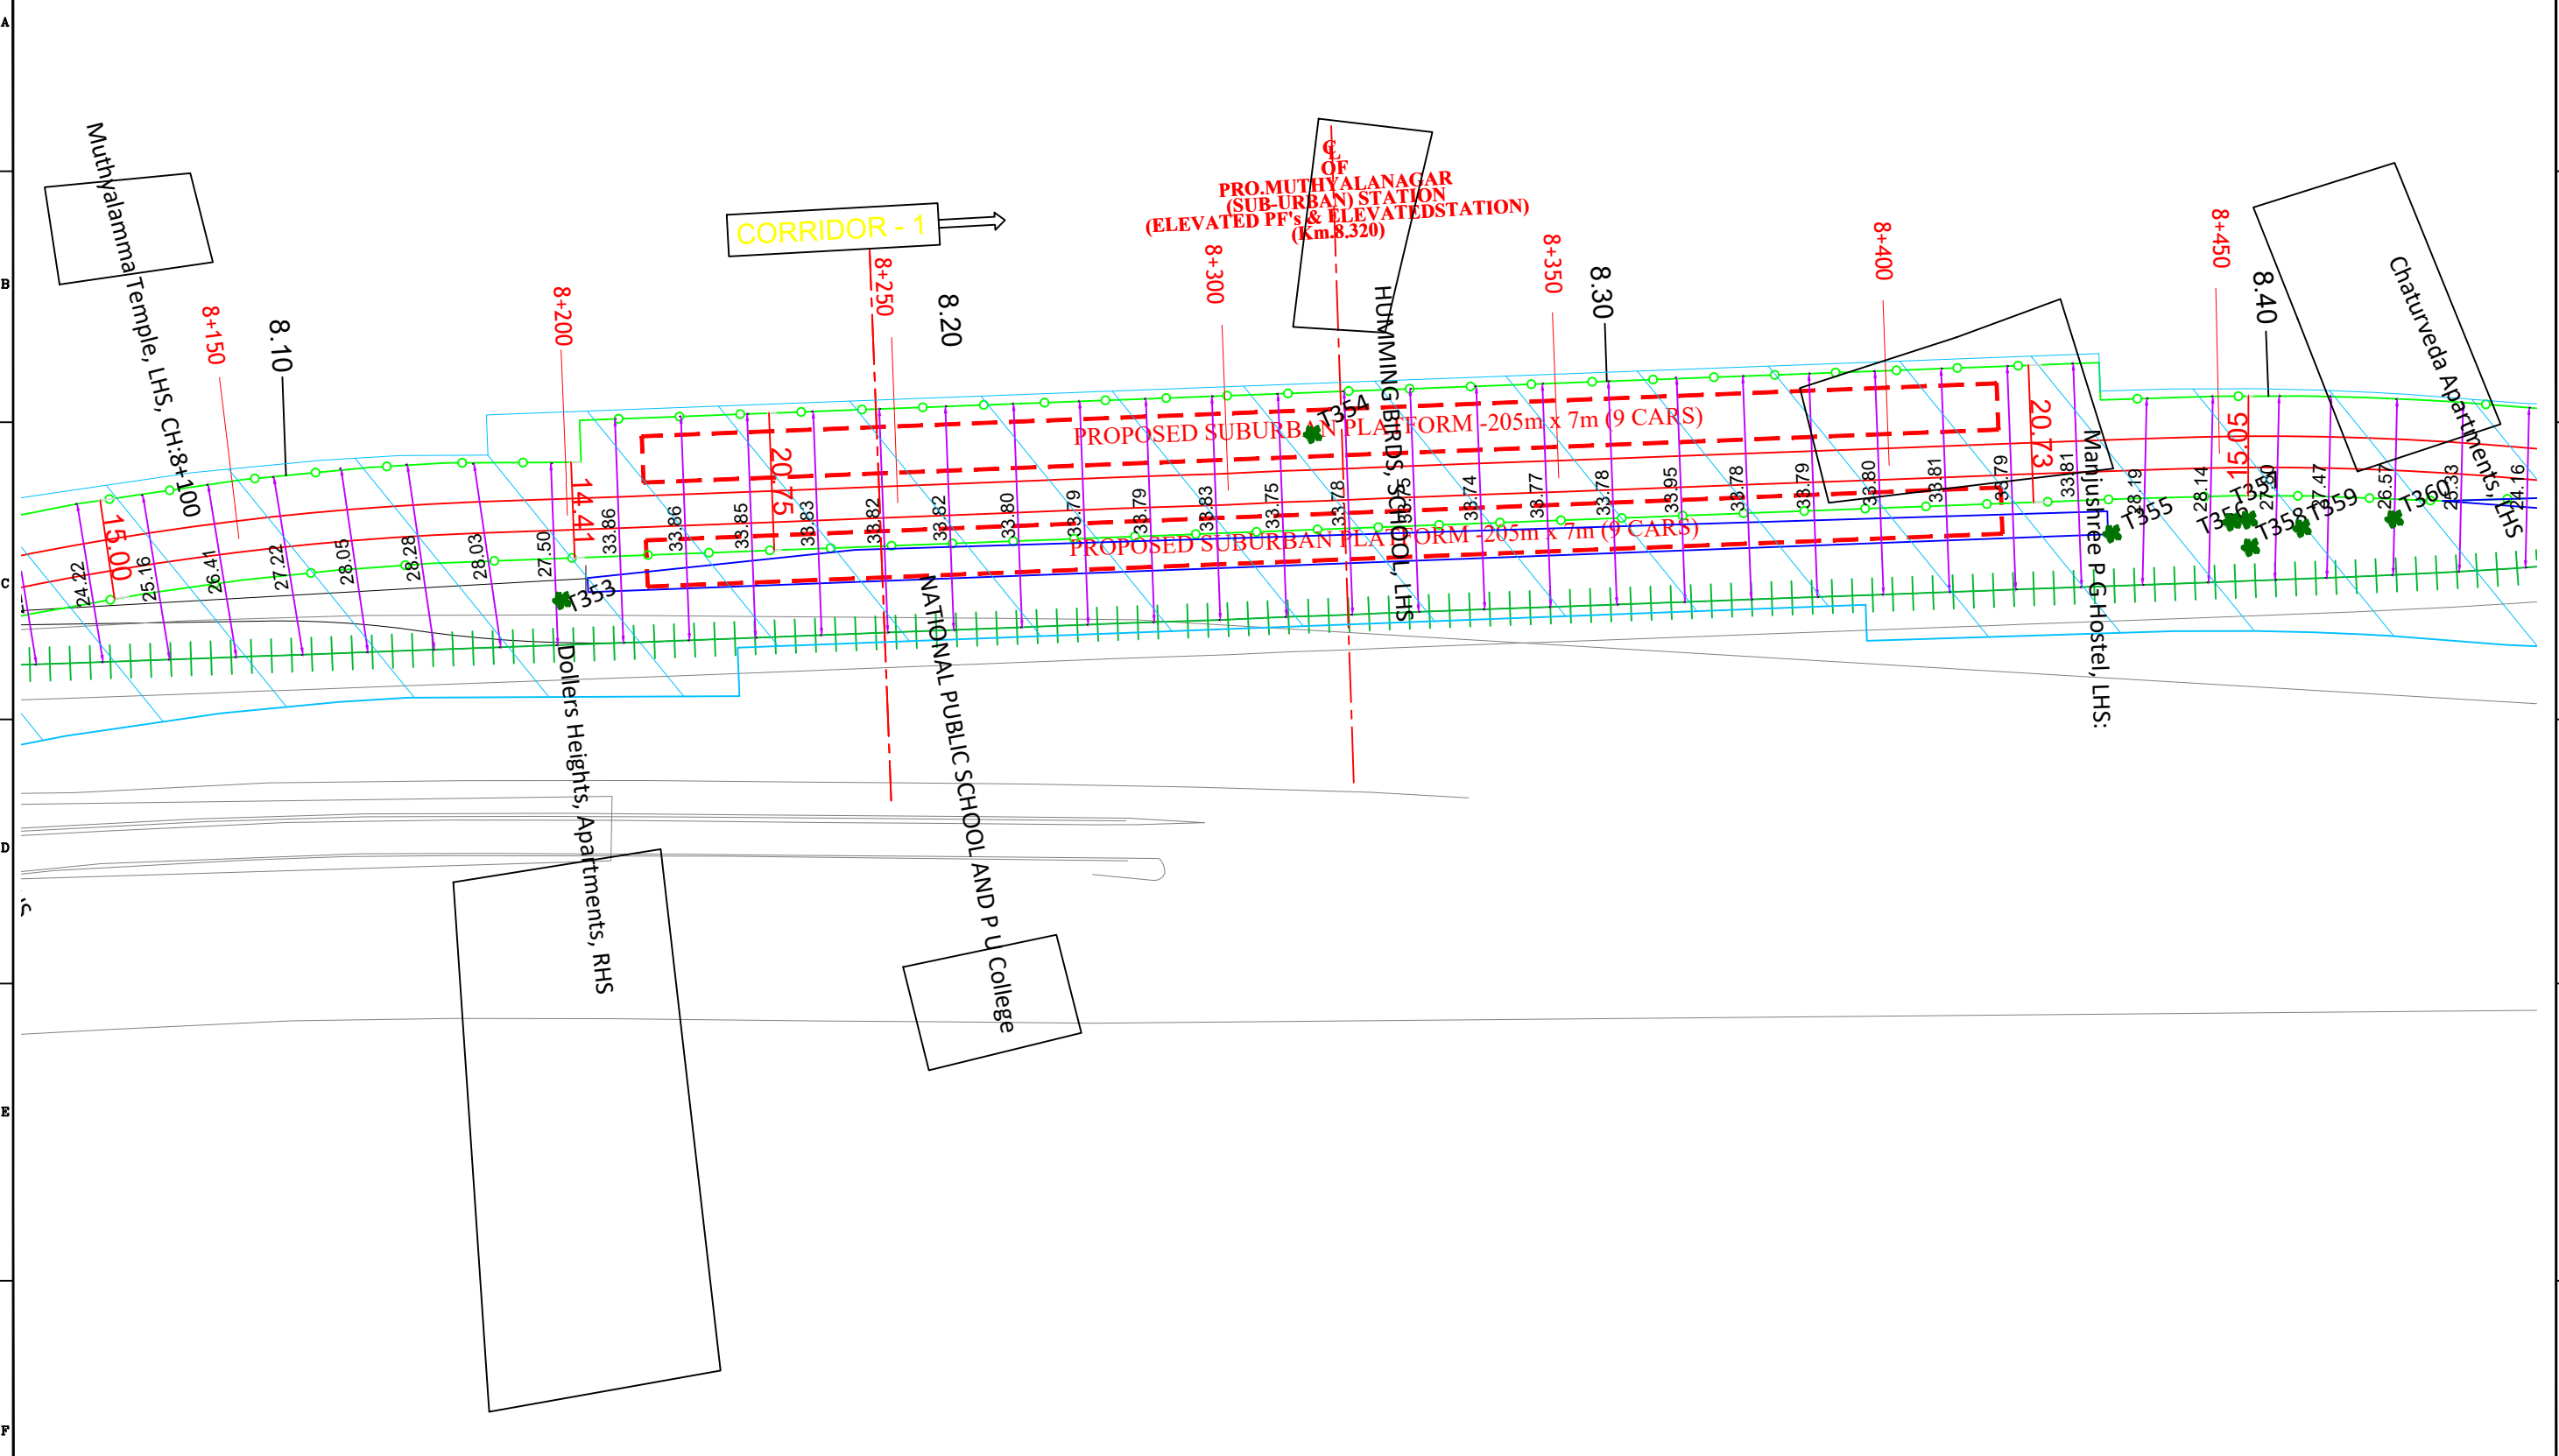 A
B
C
D
E
F
Muthyalamma Temple, LHS, CH:8+100
8+150
8.10
8+200
CORRIDOR - 1
8+250
8.20
8+300
℄
OF
PRO.MUTHYALANAGAR
(SUB-URBAN) STATION
(ELEVATED PF's & ELEVATEDSTATION)
(Km.8.320)
8+350
8.30
8+400
8+450
8.40
Chaturveda Apartments, LHS
HUMMING BIRDS, SCHOOL, LHS
T354
PROPOSED SUBURBAN PLATFORM -205m x 7m (9 CARS)
PROPOSED SUBURBAN PLATFORM -205m x 7m (9 CARS)
15.00
14.41
20.75
20.73
15.05
24.22
25.16
26.41
27.22
28.05
28.28
28.03
27.50
33.86
33.86
33.85
33.83
33.82
33.82
33.80
33.79
33.79
33.83
33.75
33.78
33.74
33.77
33.78
33.95
33.78
33.79
33.80
33.81
33.79
33.81
28.19
28.14
27.47
26.57
25.33
24.16
T353
T355
T356
T358
T359
T360
Manjushree P G Hostel, LHS:
Dollers Heights, Apartments, RHS
NATIONAL PUBLIC SCHOOL AND P U College